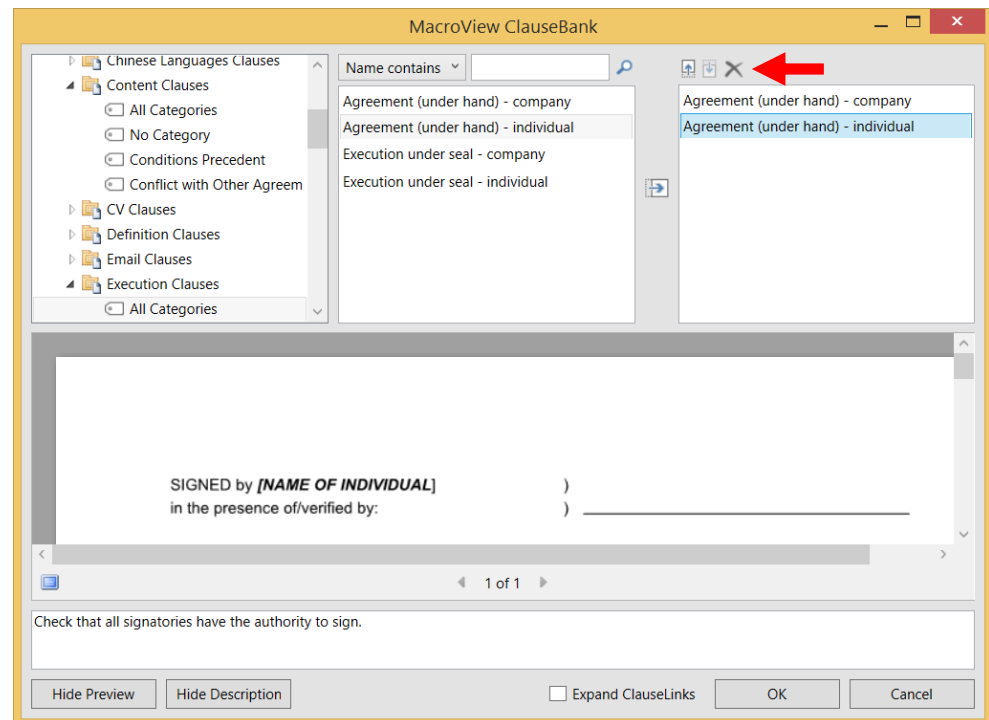 MacroView ClauseBank
Chinese Languages Clauses
Content Clauses
All Categories
No Category
Conditions Precedent
Conflict with Other Agreem
CV Clauses
Definition Clauses
Email Clauses
Execution Clauses
All Categories
Name contains
Agreement (under hand) - company
Agreement (under hand) - individual
Execution under seal - company
Execution under seal - individual
Agreement (under hand) - company
Agreement (under hand) - individual
SIGNED by [NAME OF INDIVIDUAL] )
in the presence of/verified by: )
1 of 1
Check that all signatories have the authority to sign.
Hide Preview
Hide Description
Expand ClauseLinks
OK
Cancel